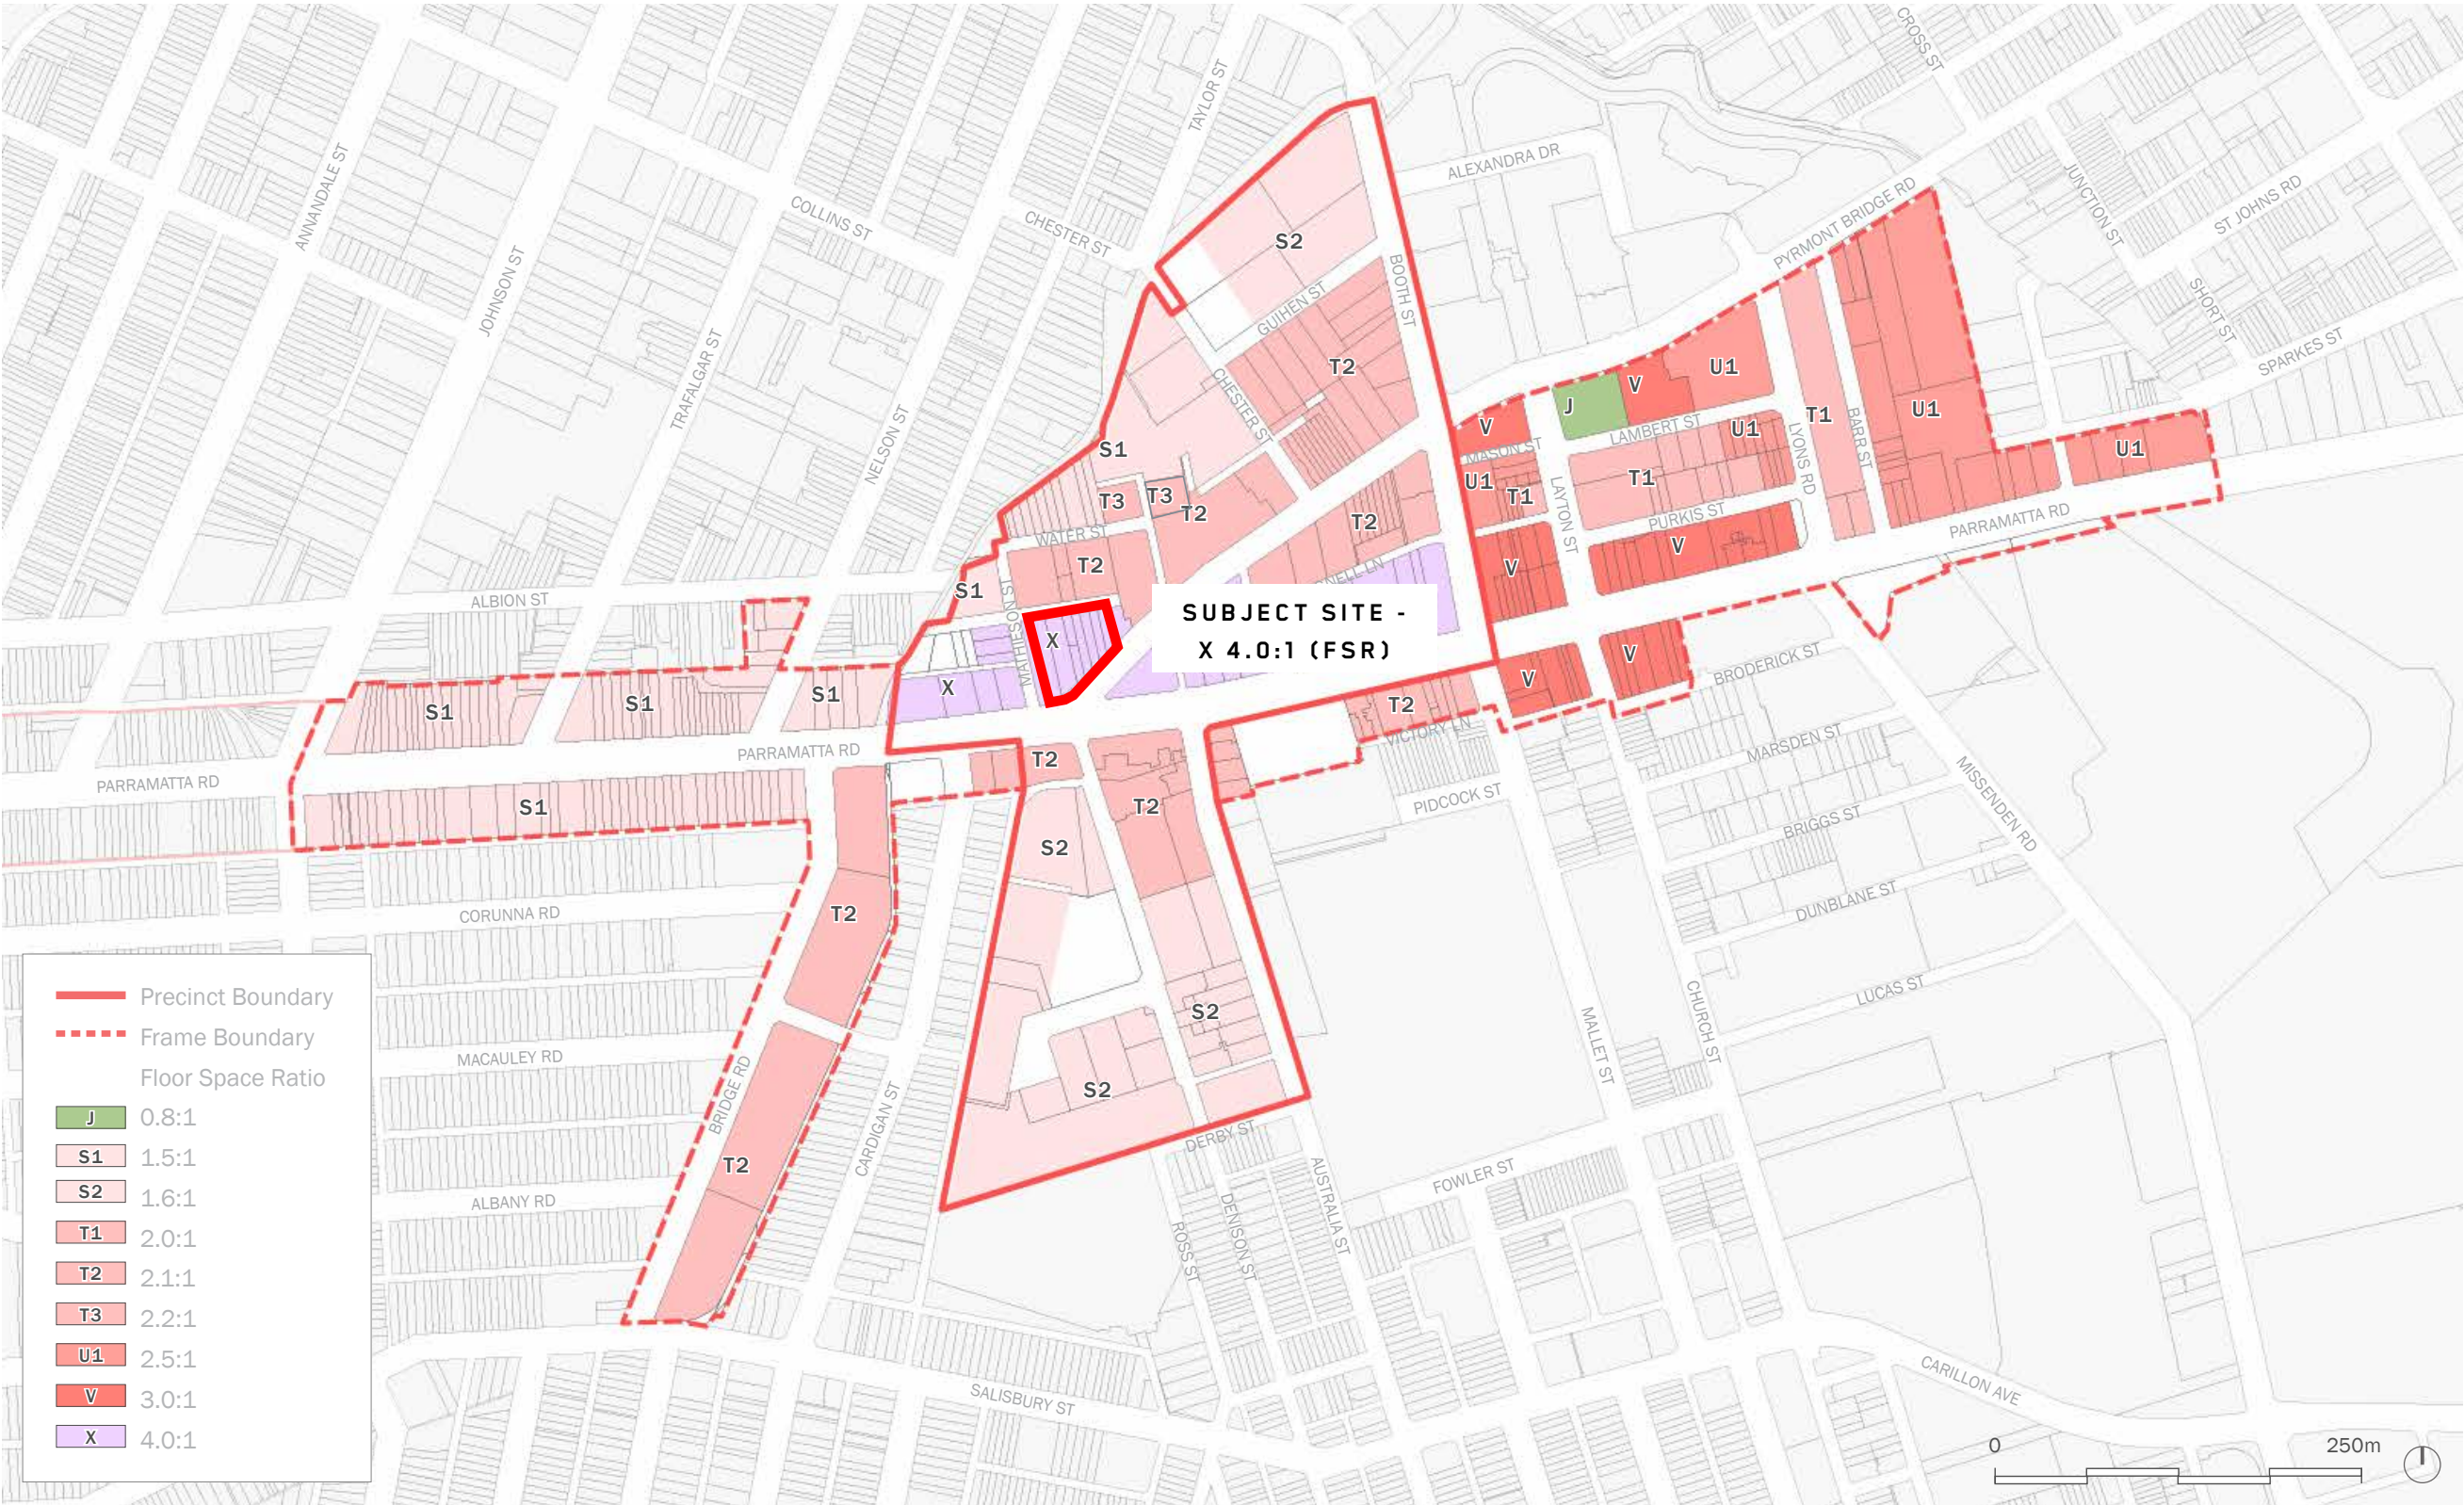 CROSS ST
TAYLOR ST
ANNANDALE ST
ALEXANDRA DR
JUNCTION ST
ST JOHNS RD
PYRMONT BRIDGE RD
COLLINS ST
CHESTER ST
JOHNSON ST
S2
BOOTH ST
GUIHEN ST
SHORT ST
SPARKES ST
TRAFALGAR ST
NELSON ST
CHESTER ST
T2
J
V
U1
V
LAMBERT ST
U1
T1
U1
LYONS RD
BARR ST
U1
MASON ST
S1
T3
T3
T2
T2
U1
T1
T1
LAYTON ST
PURKIS ST
PARRAMATTA RD
WATER ST
T2
V
V
NELL LN
S1
ALBION ST
MATHIESON ST
X
SUBJECT SITE -
X 4.0:1 (FSR)
X
S1
S1
S1
V
V
T2
VICTORY LN
BRODERICK ST
PARRAMATTA RD
PARRAMATTA RD
T2
T2
S1
S2
PIDCOCK ST
MARSDEN ST
MISSENDEN RD
BRIGGS ST
DUNBLANE ST
CORUNNA RD
T2
LUCAS ST
CHURCH ST
MALLET ST
S2
S2
MACAULEY RD
BRIDGE RD
CARDIGAN ST
T2
DERBY ST
ALBANY RD
AUSTRALIA ST
FOWLER ST
ROSS ST
DENISON ST
SALISBURY ST
CARILLON AVE
Precinct Boundary
Frame Boundary
Floor Space Ratio
J 0.8:1
S1 1.5:1
S2 1.6:1
T1 2.0:1
T2 2.1:1
T3 2.2:1
U1 2.5:1
V 3.0:1
X 4.0:1
0 250m